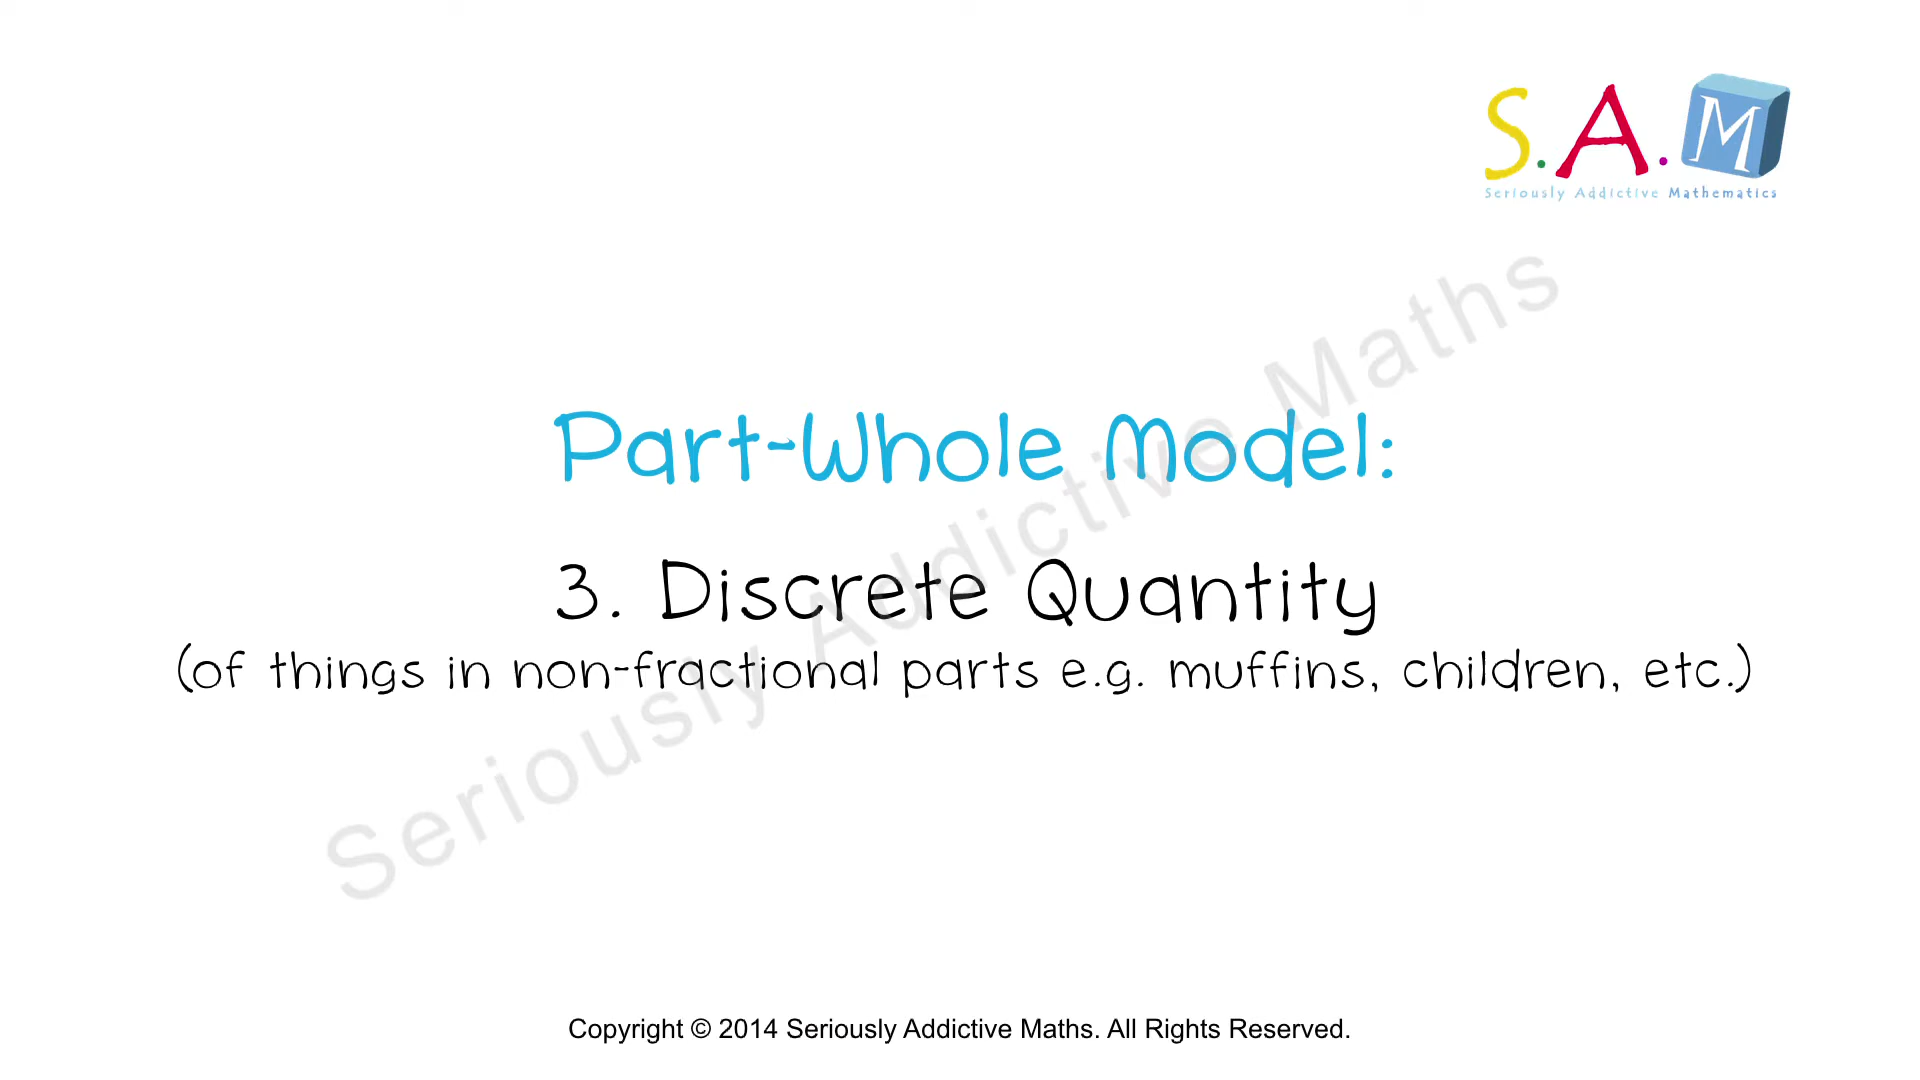 S.A.M
Seriously Addictive Mathematics
Part-Whole Model:
3. Discrete Quantity
(of things in non-fractional parts e.g. muffins, children, etc.)
Seriously Addictive Maths
Copyright © 2014 Seriously Addictive Maths. All Rights Reserved.